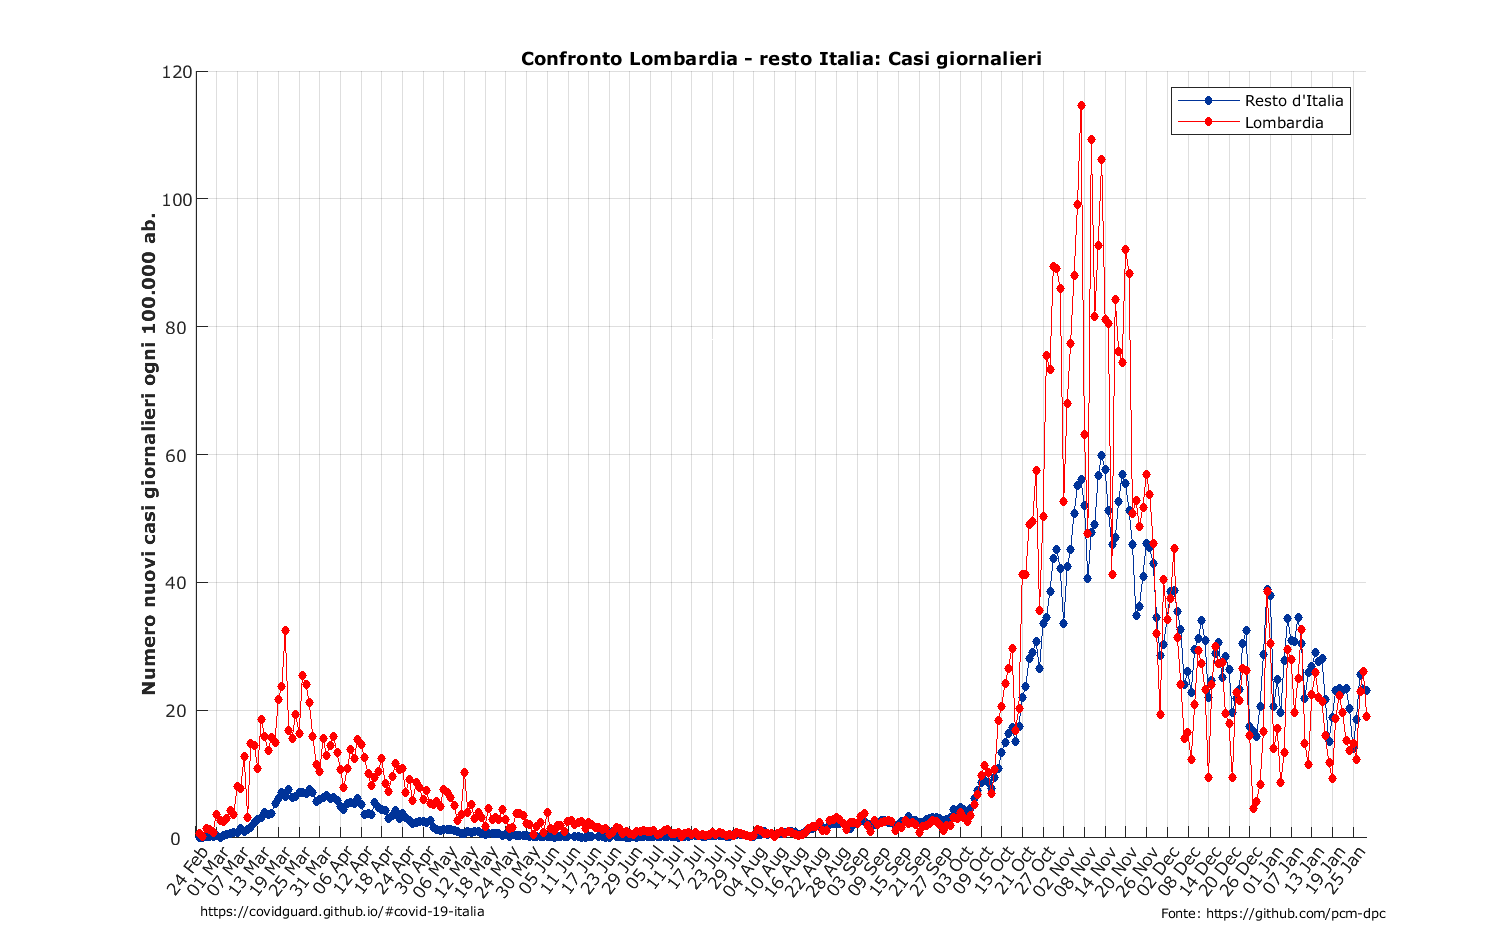 Confronto Lombardia - resto Italia: Casi giornalieri
Numero nuovi casi giornalieri ogni 100.000 ab.
120
100
80
60
40
20
0
Resto d'Italia
Lombardia
24 Feb
01 Mar
07 Mar
13 Mar
19 Mar
25 Mar
31 Mar
06 Apr
12 Apr
18 Apr
24 Apr
30 Apr
06 May
12 May
18 May
24 May
30 May
05 Jun
11 Jun
17 Jun
23 Jun
29 Jun
05 Jul
11 Jul
17 Jul
23 Jul
29 Jul
04 Aug
10 Aug
16 Aug
22 Aug
28 Aug
03 Sep
09 Sep
15 Sep
21 Sep
27 Sep
03 Oct
09 Oct
15 Oct
21 Oct
27 Oct
02 Nov
08 Nov
14 Nov
20 Nov
26 Nov
02 Dec
08 Dec
14 Dec
20 Dec
26 Dec
01 Jan
07 Jan
13 Jan
19 Jan
25 Jan
https://covidguard.github.io/#covid-19-italia
Fonte: https://github.com/pcm-dpc